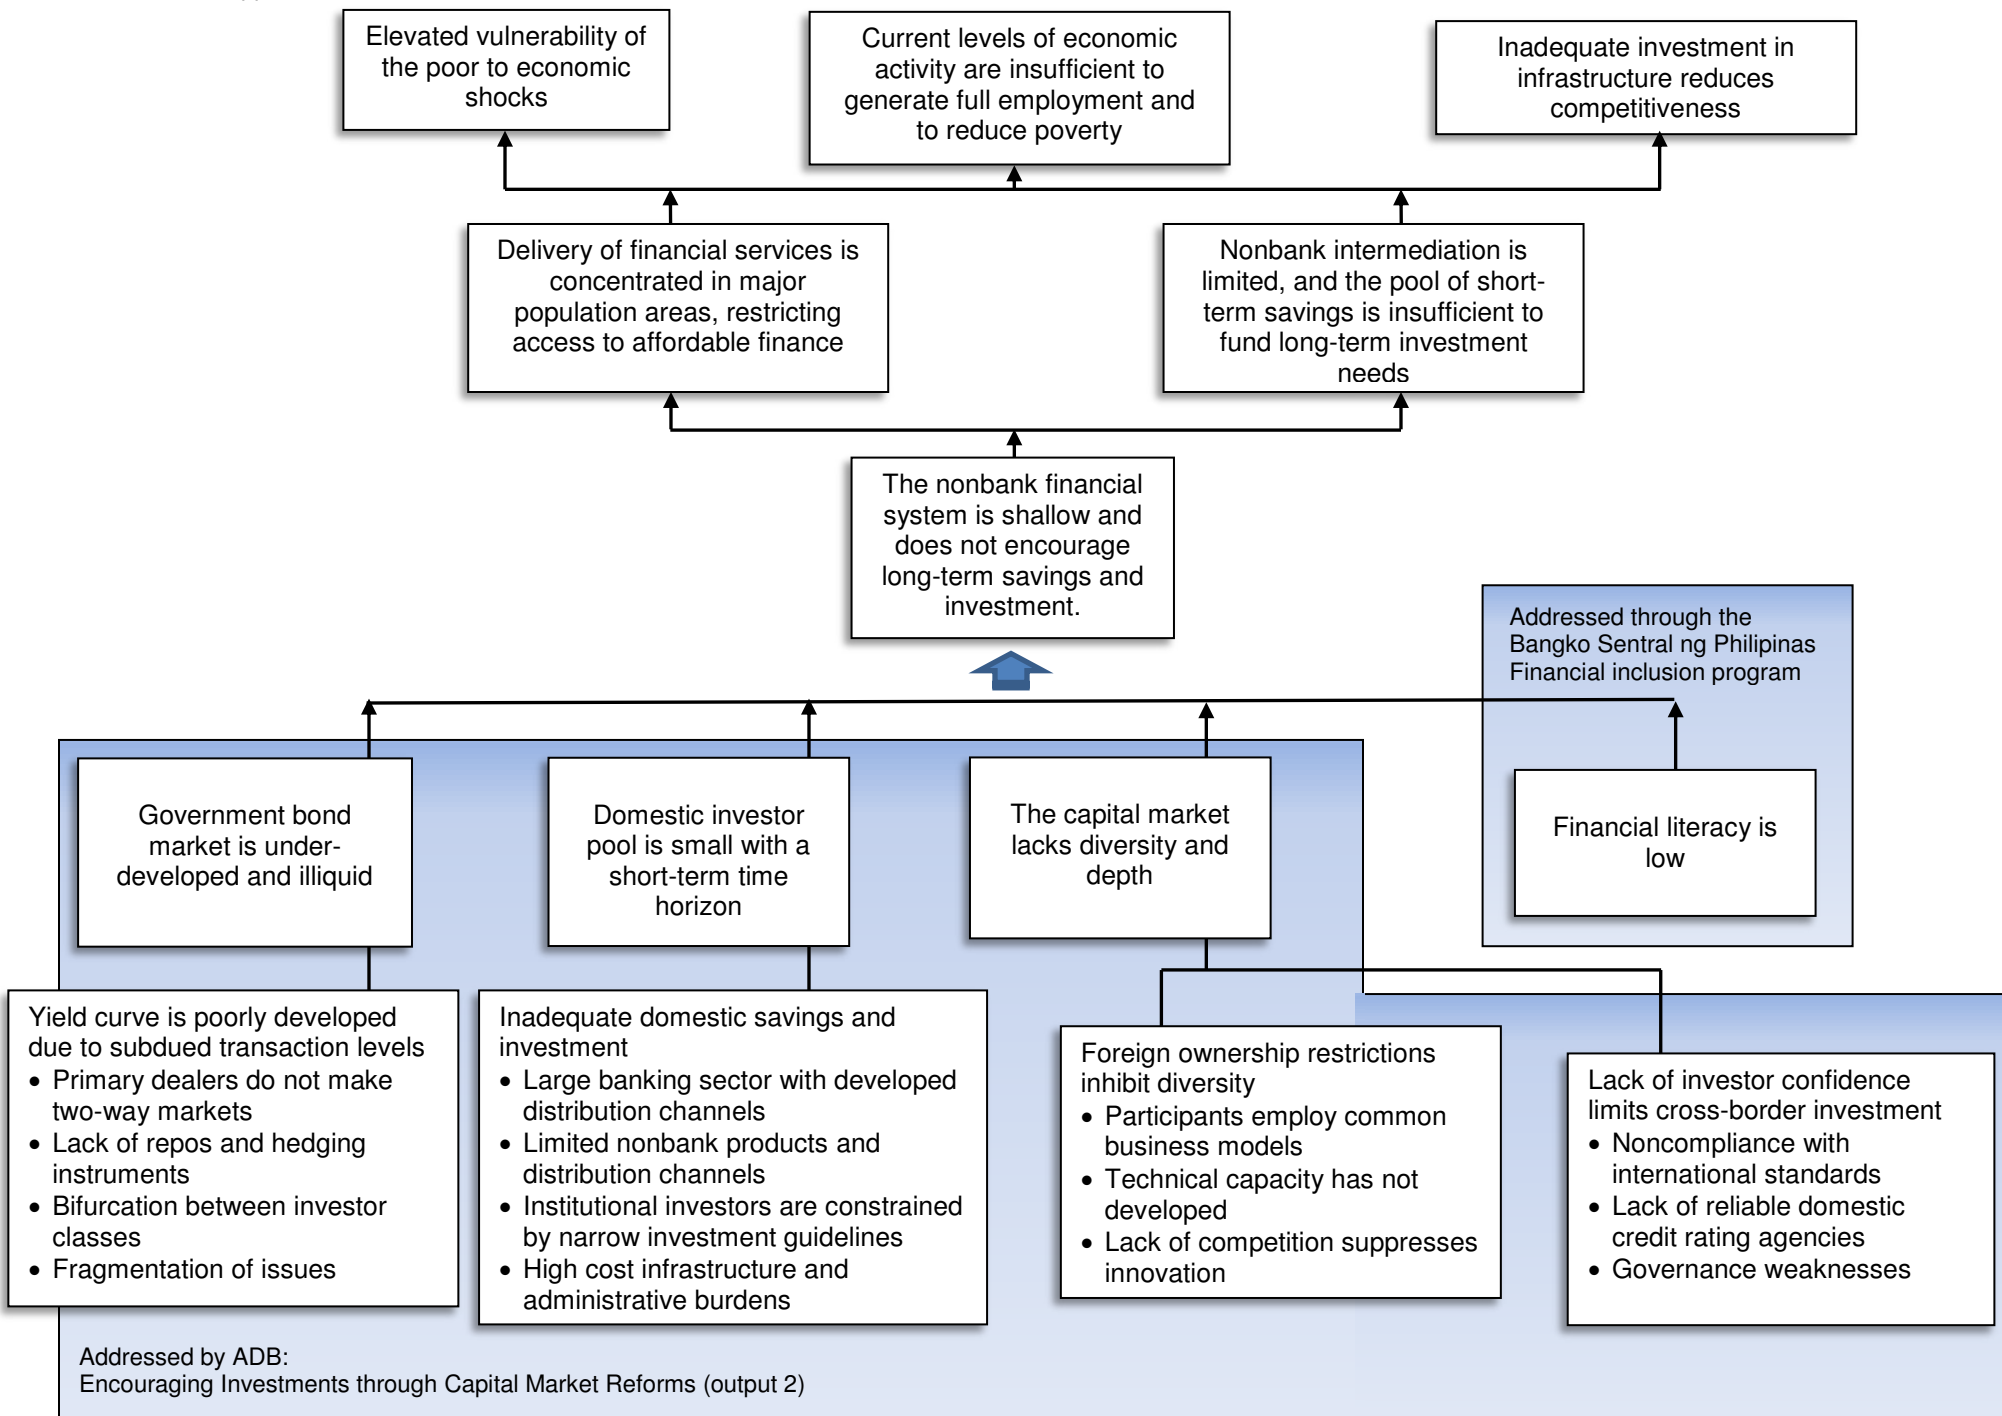 Elevated vulnerability of
the poor to economic
shocks
Current levels of economic
activity are insufficient to
generate full employment and
to reduce poverty
Inadequate investment in
infrastructure reduces
competitiveness
Delivery of financial services is
concentrated in major
population areas, restricting
access to affordable finance
Nonbank intermediation is
limited, and the pool of short-
term savings is insufficient to
fund long-term investment
needs
The nonbank financial
system is shallow and
does not encourage
long-term savings and
investment.
Addressed through the
Bangko Sentral ng Philipinas
Financial inclusion program
Government bond
market is under-
developed and illiquid
Domestic investor
pool is small with a
short-term time
horizon
The capital market
lacks diversity and
depth
Financial literacy is
low
Yield curve is poorly developed
due to subdued transaction levels
• Primary dealers do not make
two-way markets
• Lack of repos and hedging
instruments
• Bifurcation between investor
classes
• Fragmentation of issues
Inadequate domestic savings and
investment
• Large banking sector with developed
distribution channels
• Limited nonbank products and
distribution channels
• Institutional investors are constrained
by narrow investment guidelines
• High cost infrastructure and
administrative burdens
Foreign ownership restrictions
inhibit diversity
• Participants employ common
business models
• Technical capacity has not
developed
• Lack of competition suppresses
innovation
Lack of investor confidence
limits cross-border investment
• Noncompliance with
international standards
• Lack of reliable domestic
credit rating agencies
• Governance weaknesses
Addressed by ADB:
Encouraging Investments through Capital Market Reforms (output 2)